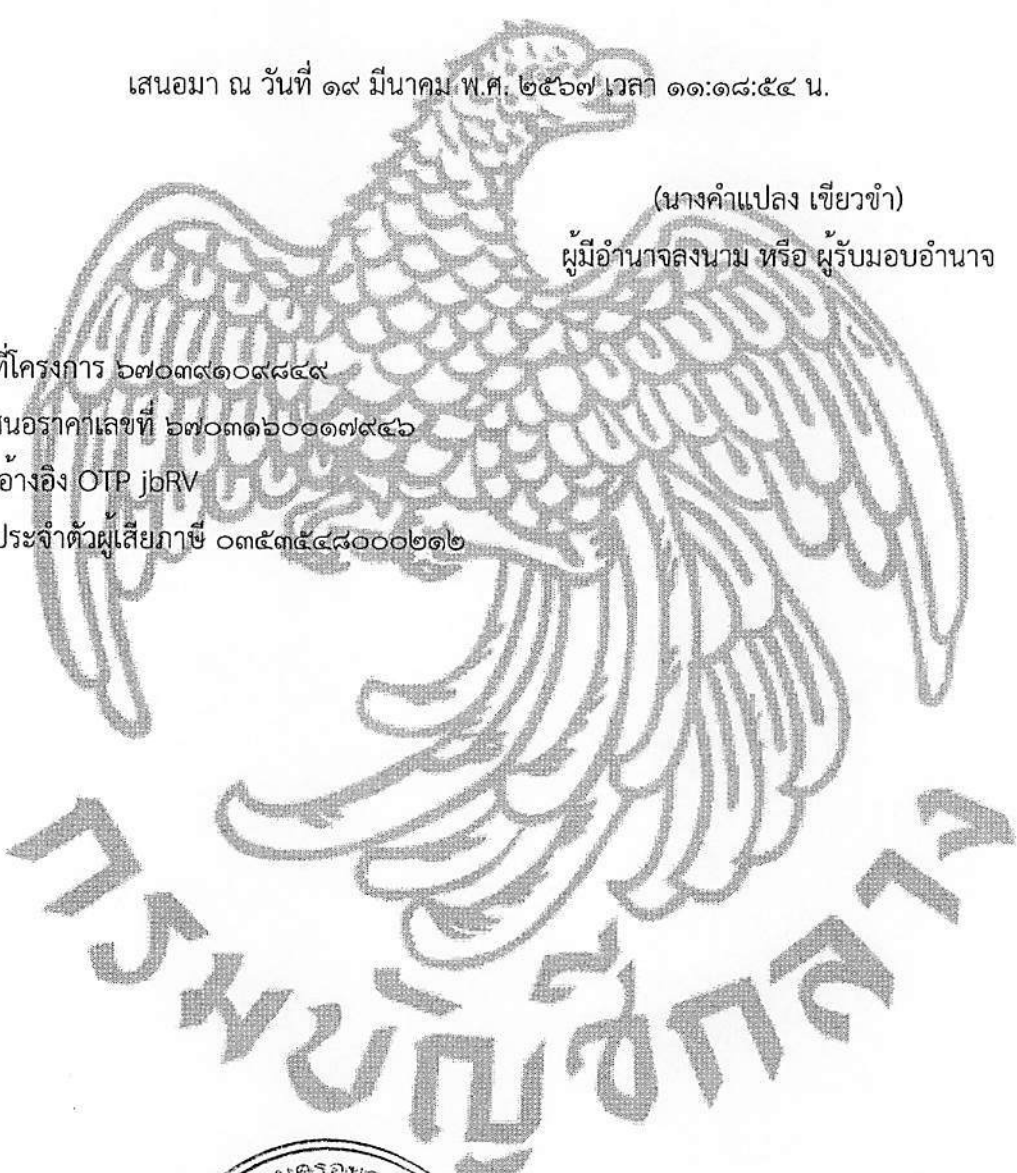 เสนอมา ณ วันที่ ๑๙ มีนาคม พ.ศ. ๒๕๖๗ เวลา ๑๑:๑๘:๕๔ น.
(นางคำแปลง เขียวขำ)
ผู้มีอำนาจลงนาม หรือ ผู้รับมอบอำนาจ
ที่โครงการ ๖๗๐๓๙๑๐๙๘๔๙
สนอราคาเลขที่ ๖๗๐๓๑๖๐๐๑๗๙๔๖
อ้างอิง OTP jbRV
ประจำตัวผู้เสียภาษี ๐๓๕๓๕๔๘๐๐๐๒๑๒
กรมบัญชีกลาง